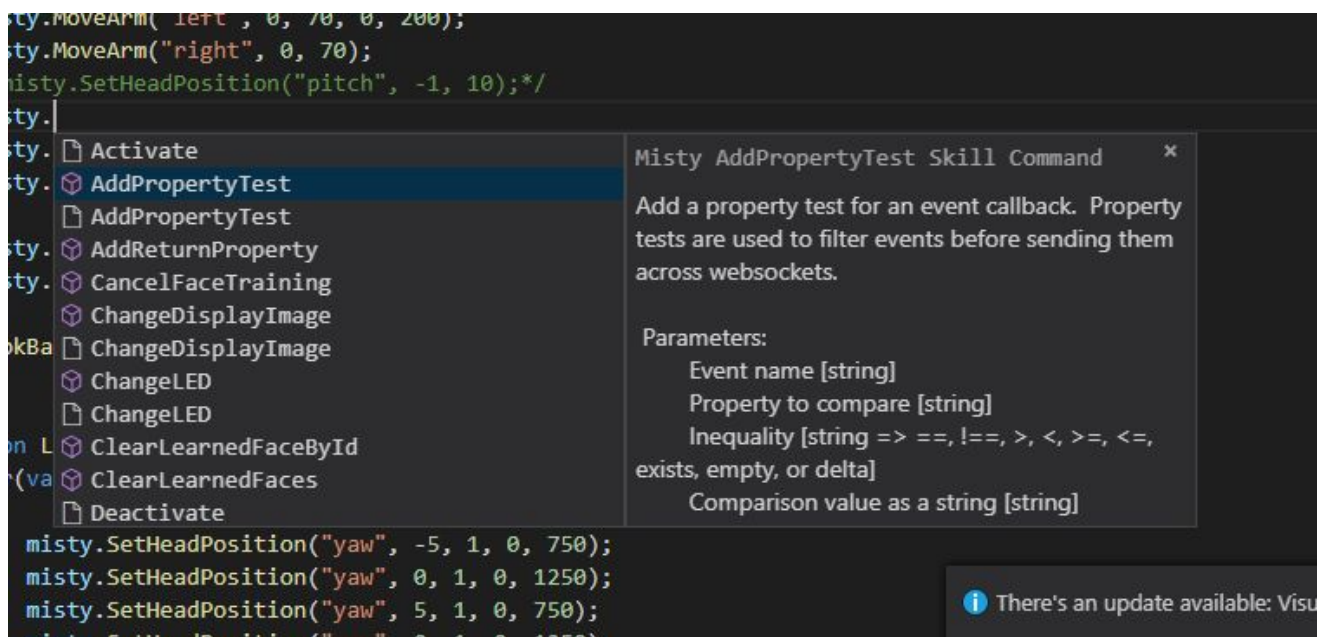 sty.MoveArm("left", 0, 70, 0, 200);
sty.MoveArm("right", 0, 70);
misty.SetHeadPosition("pitch", -1, 10);*/
sty.
sty.
Activate
sty.
AddPropertyTest
AddPropertyTest
sty.
AddReturnProperty
sty.
CancelFaceTraining
ChangeDisplayImage
okBa
ChangeDisplayImage
ChangeLED
ChangeLED
on L
ClearLearnedFaceById
(va
ClearLearnedFaces
Deactivate
Misty AddPropertyTest Skill Command ×
Add a property test for an event callback. Property
tests are used to filter events before sending them
across websockets.
Parameters:
Event name [string]
Property to compare [string]
Inequality [string => ==, !==, >, <, >=, <=,
exists, empty, or delta]
Comparison value as a string [string]
misty.SetHeadPosition("yaw", -5, 1, 0, 750);
misty.SetHeadPosition("yaw", 0, 1, 0, 1250);
misty.SetHeadPosition("yaw", 5, 1, 0, 750);
There's an update available: Visu